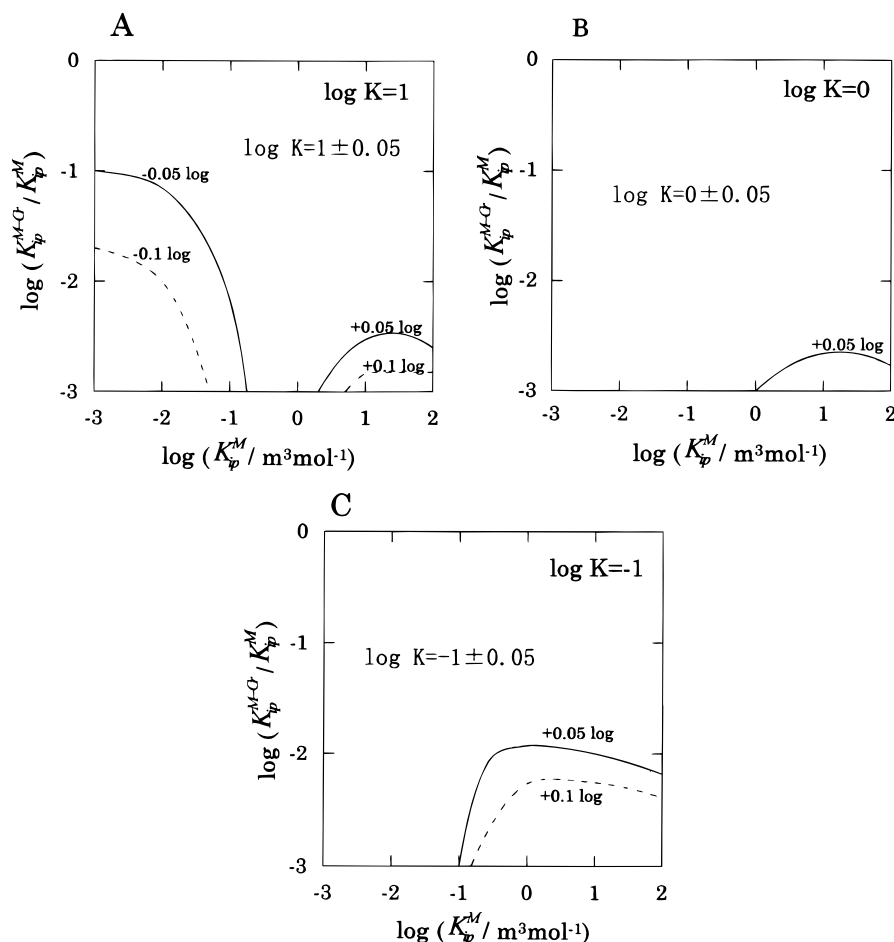 A
log K=1
log K=1±0.05
-0.05 log
-0.1 log
+0.05 log
+0.1 log
0
-1
-2
-3
-3 -2 -1 0 1 2
log (K_ip^M-Cl / K_ip^M)
log (K_ip^M / m³mol⁻¹)
B
log K=0
log K=0±0.05
+0.05 log
0
-1
-2
-3
-3 -2 -1 0 1 2
log (K_ip^M-Cl / K_ip^M)
log (K_ip^M / m³mol⁻¹)
C
log K=-1
log K=-1±0.05
+0.05 log
+0.1 log
0
-1
-2
-3
-3 -2 -1 0 1 2
log (K_ip^M-Cl / K_ip^M)
log (K_ip^M / m³mol⁻¹)